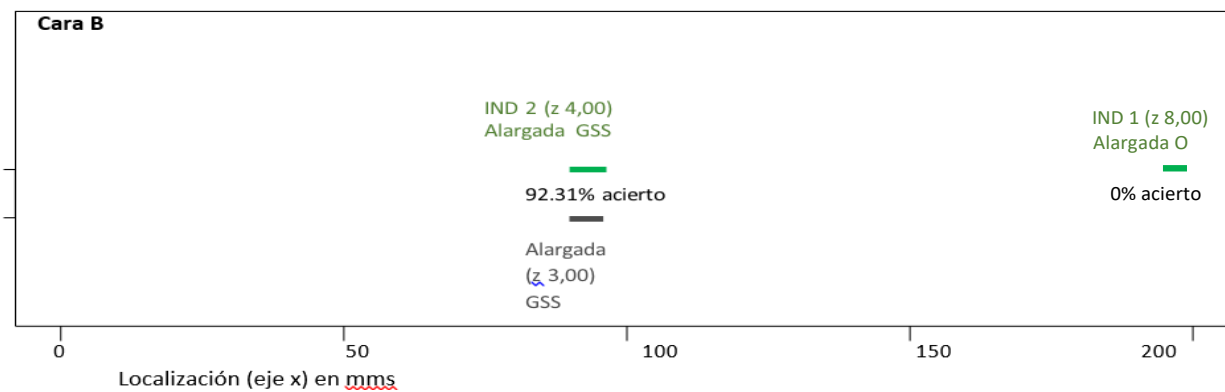 Cara B
IND 2 (z 4,00)
Alargada GSS
IND 1 (z 8,00)
Alargada O
92.31% acierto
0% acierto
Alargada
(z 3,00)
GSS
0 50 100 150 200
Localización (eje x) en mms